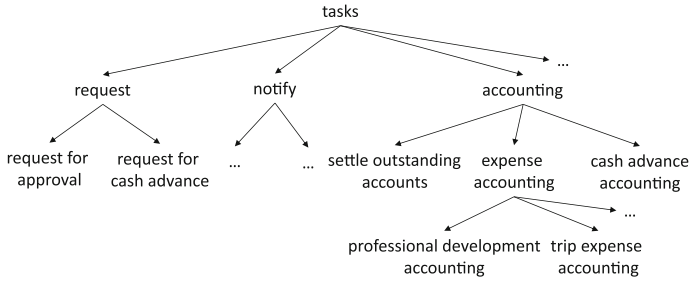 tasks
...
request
notify
accounting
request for
approval
request for
cash advance
...
...
settle outstanding
accounts
expense
accounting
cash advance
accounting
...
professional development
accounting
trip expense
accounting